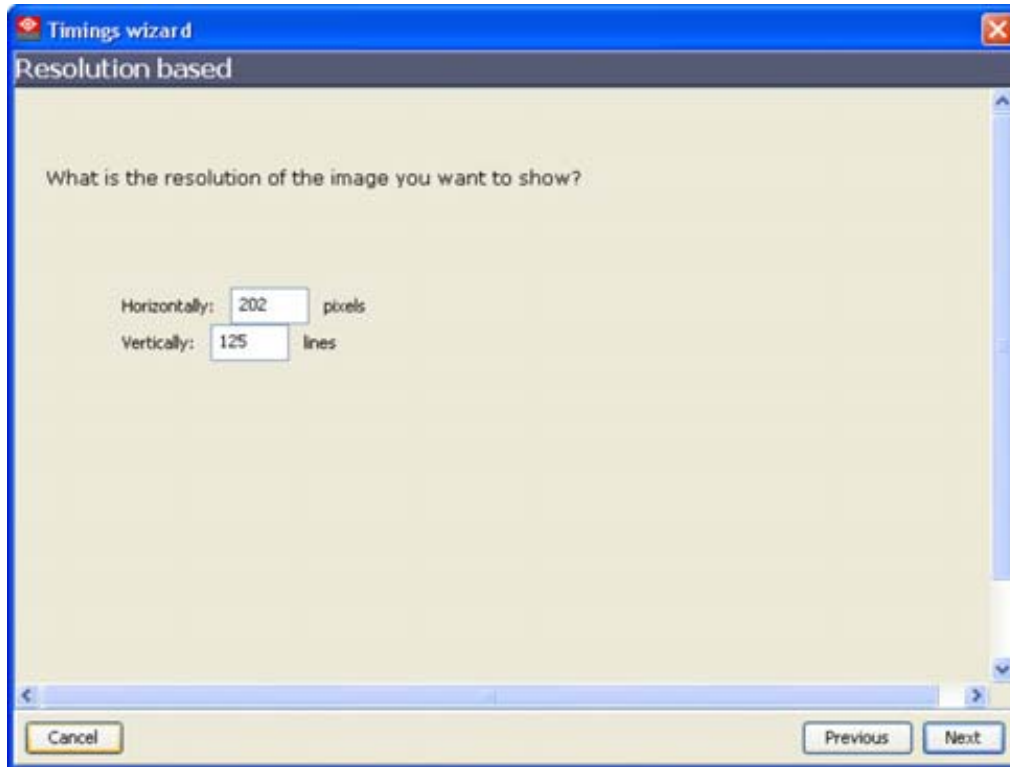 Timings wizard
Resolution based
What is the resolution of the image you want to show?
Horizontally: 202 pixels
Vertically: 125 lines
Cancel Previous Next